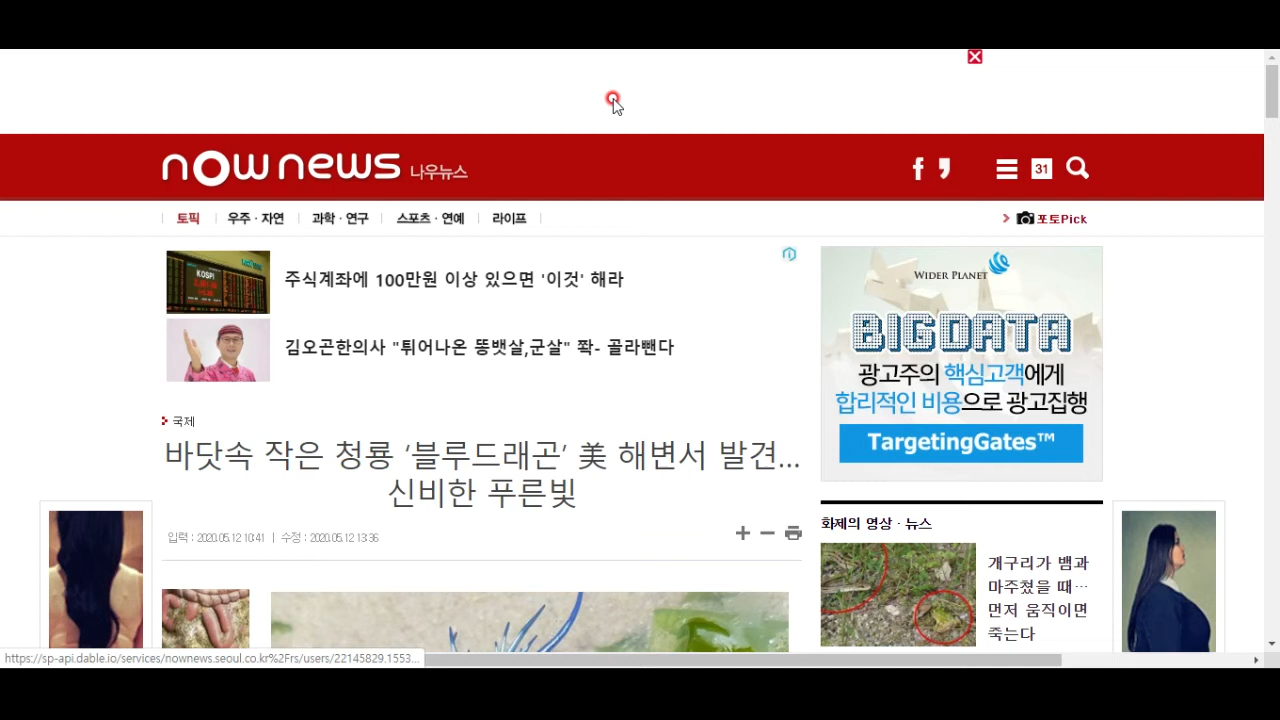 nownews 나우뉴스
31
토픽 우주·자연 과학·연구 스포츠·연예 라이프
포토Pick
KOSPI
주식계좌에 100만원 이상 있으면 '이것' 해라
김오곤한의사 "튀어나온 똥뱃살,군살" 쫙- 골라뺀다
WIDER PLANET
BIGDATA
광고주의 핵심고객에게
합리적인 비용으로 광고집행
TargetingGates™
국제
바닷속 작은 청룡 ‘블루드래곤’ 美 해변서 발견…
신비한 푸른빛
입력 : 2020.05.12 10:41 | 수정 : 2020.05.12 13:36
화제의 영상·뉴스
개구리가 뱀과
마주쳤을 때…
먼저 움직이면
죽는다
https://sp-api.dable.io/services/nownews.seoul.co.kr%2Frs/users/22145829.1553...